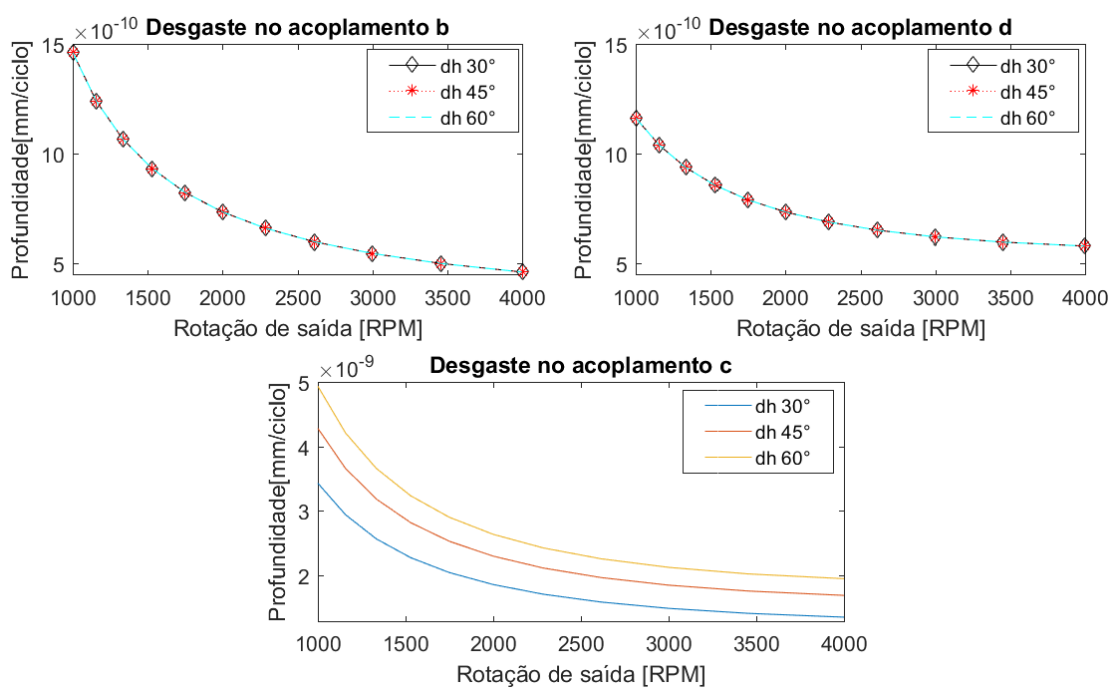 ×10⁻¹⁰
Desgaste no acoplamento b
Profundidade[mm/ciclo]
15
10
5
dh 30°
dh 45°
dh 60°
1000 1500 2000 2500 3000 3500 4000
Rotação de saída [RPM]
×10⁻¹⁰
Desgaste no acoplamento d
Profundidade[mm/ciclo]
15
10
5
dh 30°
dh 45°
dh 60°
1000 1500 2000 2500 3000 3500 4000
Rotação de saída [RPM]
×10⁻⁹
Desgaste no acoplamento c
Profundidade[mm/ciclo]
5
4
3
2
dh 30°
dh 45°
dh 60°
1000 1500 2000 2500 3000 3500 4000
Rotação de saída [RPM]